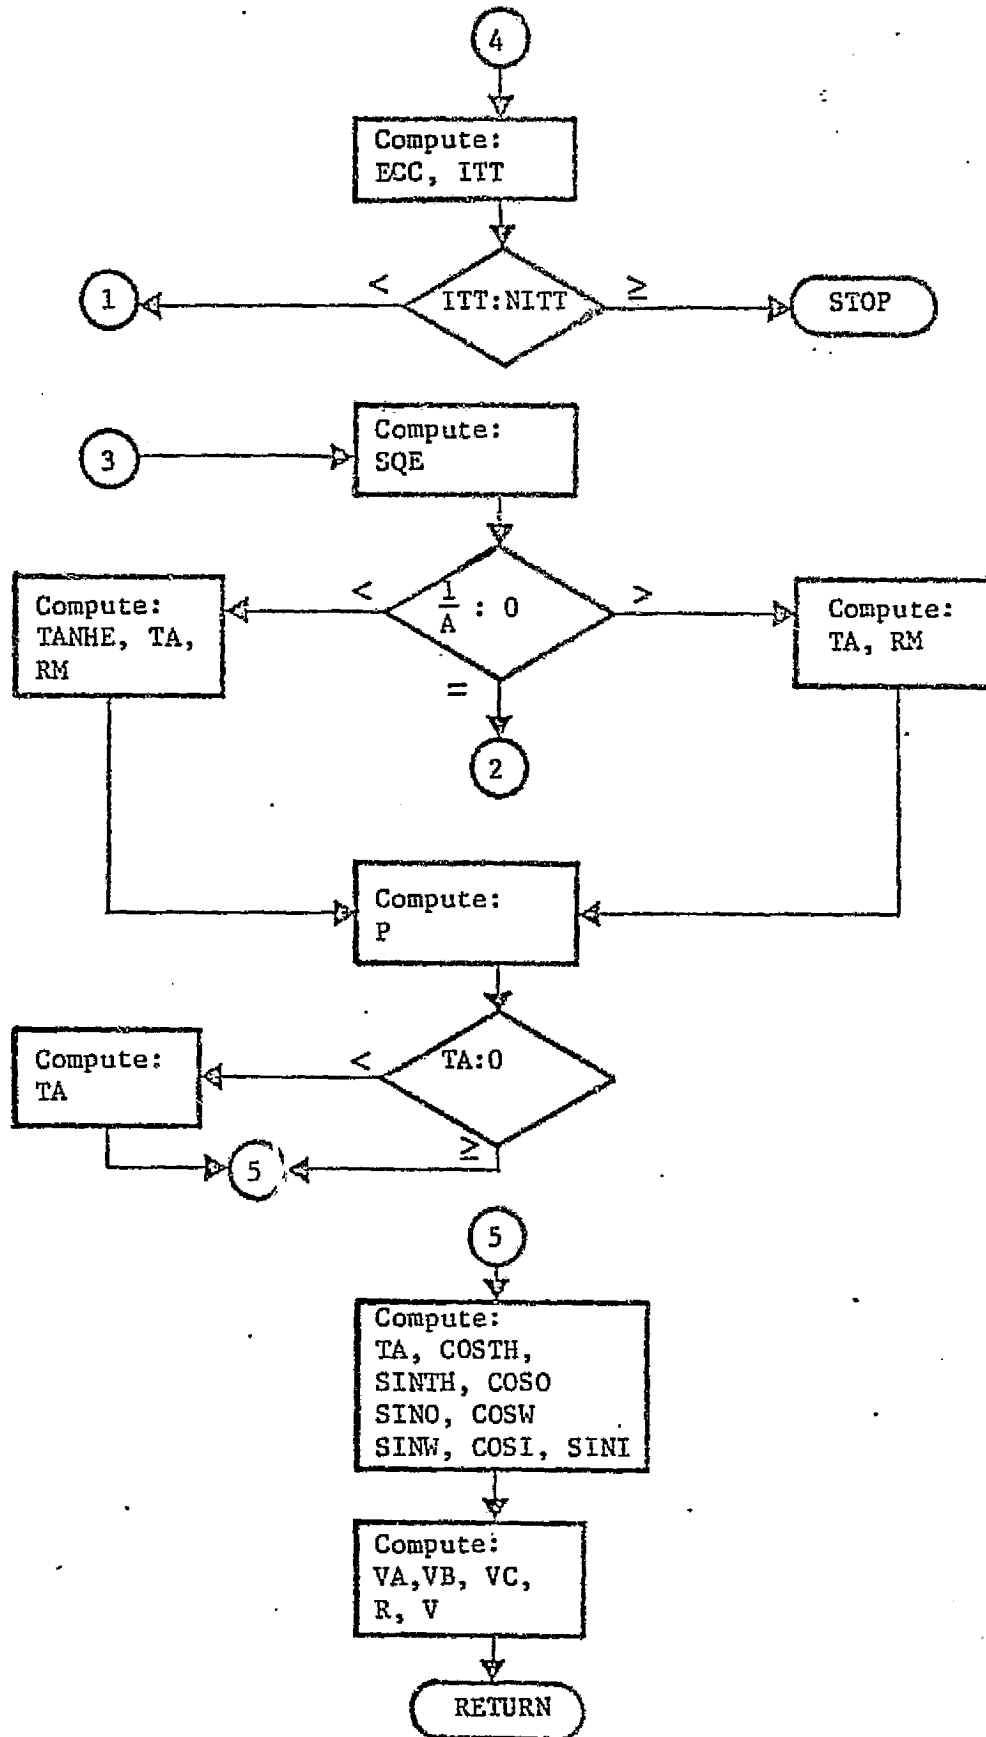 4
Compute:
ECC, ITT
<
ITT:NITT
≥
1
STOP
3
Compute:
SQE
<
1/A : 0
>
=
Compute:
TANHE, TA,
RM
Compute:
TA, RM
2
Compute:
P
<
TA:0
≥
Compute:
TA
5
5
Compute:
TA, COSTH,
SINTH, COSO
SINO, COSW
SINW, COSI, SINI
Compute:
VA,VB, VC,
R, V
RETURN